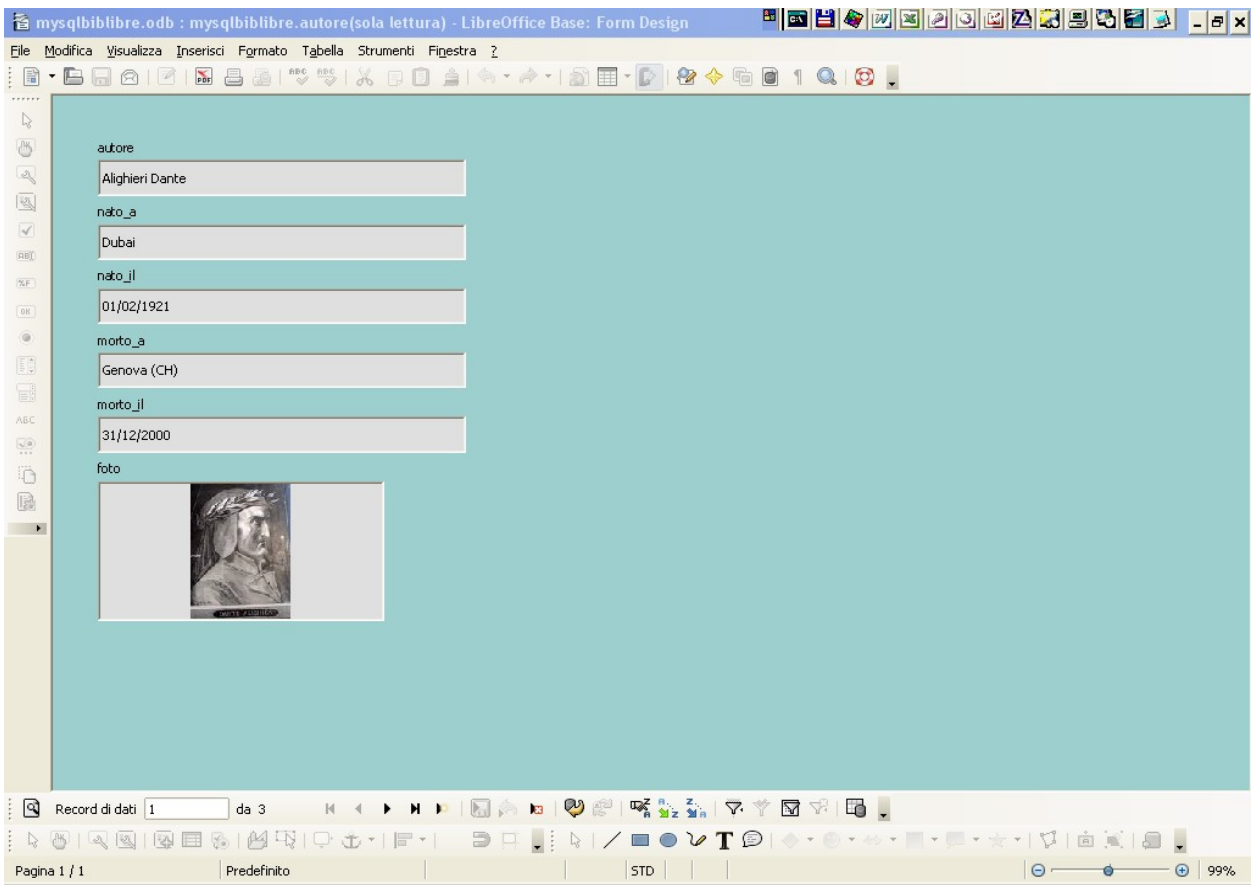 mysqlbiblibre.odb : mysqlbiblibre.autore(sola lettura) - LibreOffice Base: Form Design
File Modifica Visualizza Inserisci Formato Tabella Strumenti Finestra ?
autore
Alighieri Dante
nato_a
Dubai
nato_il
01/02/1921
morto_a
Genova (CH)
morto_il
31/12/2000
foto
DANTE ALIGHIERI
Record di dati 1 da 3
Pagina 1 / 1 Predefinito STD 99%